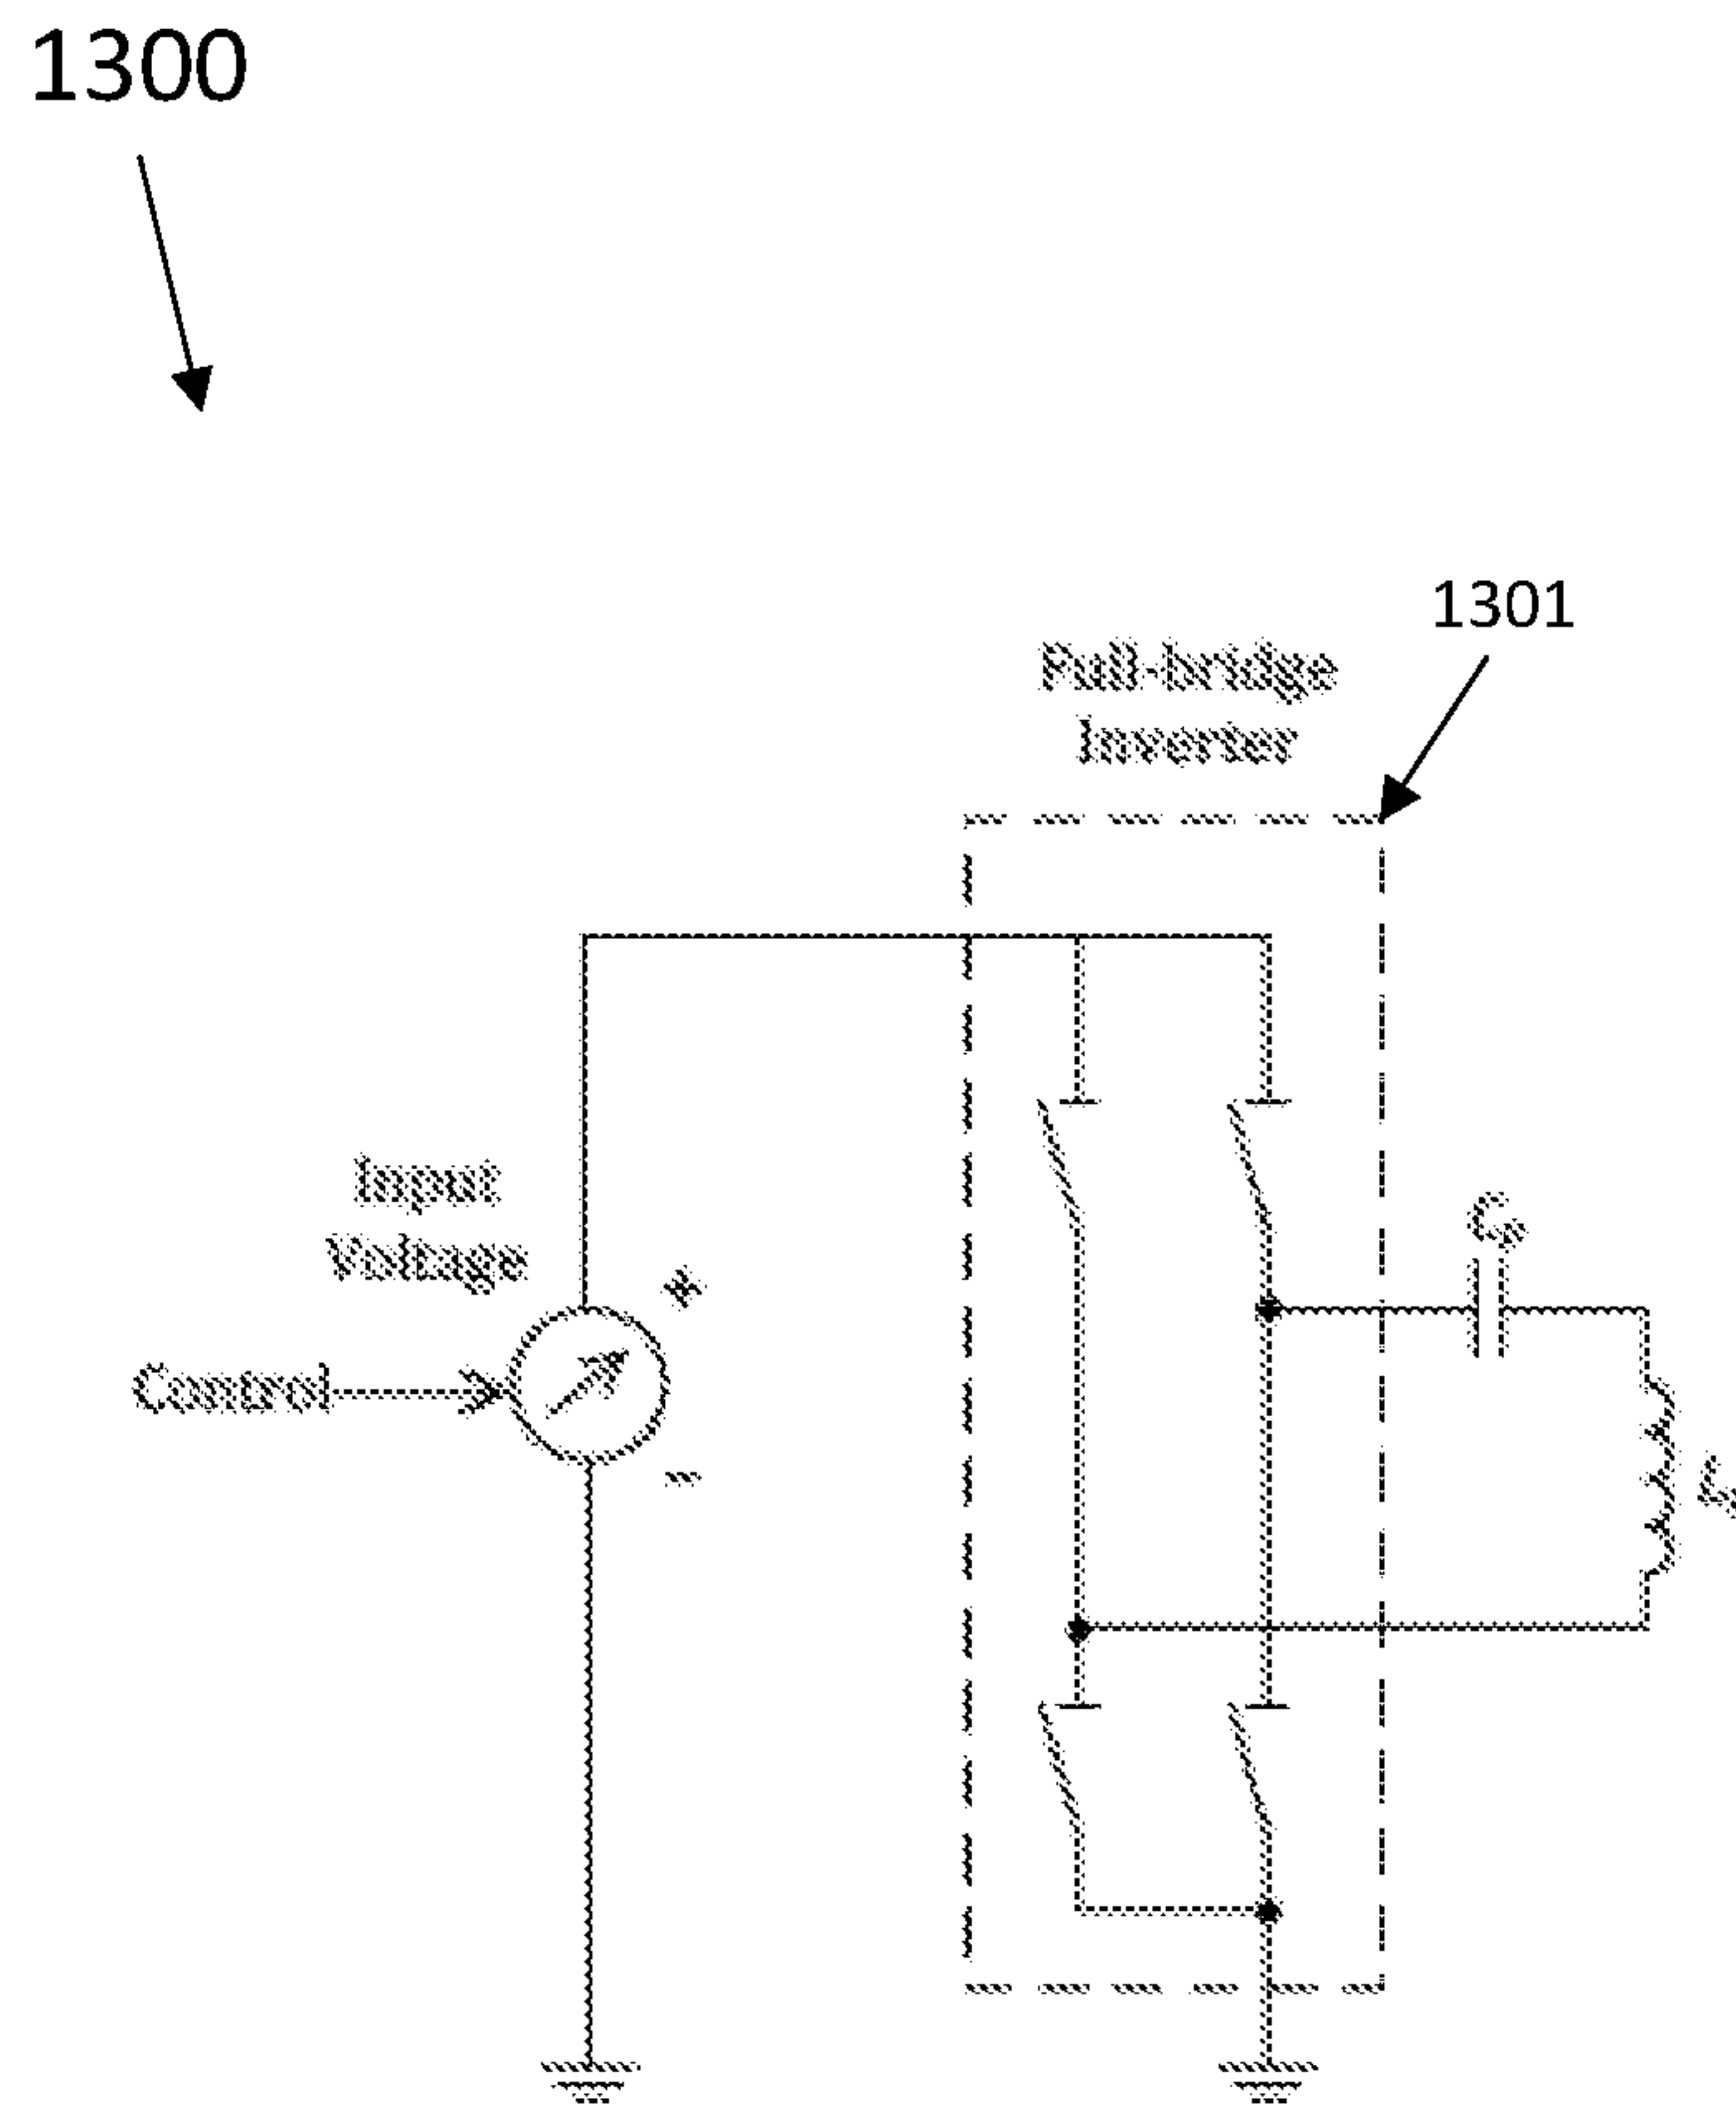 1300
1301
Full-bridge
Inverter
Input
Voltage
+
Control
-